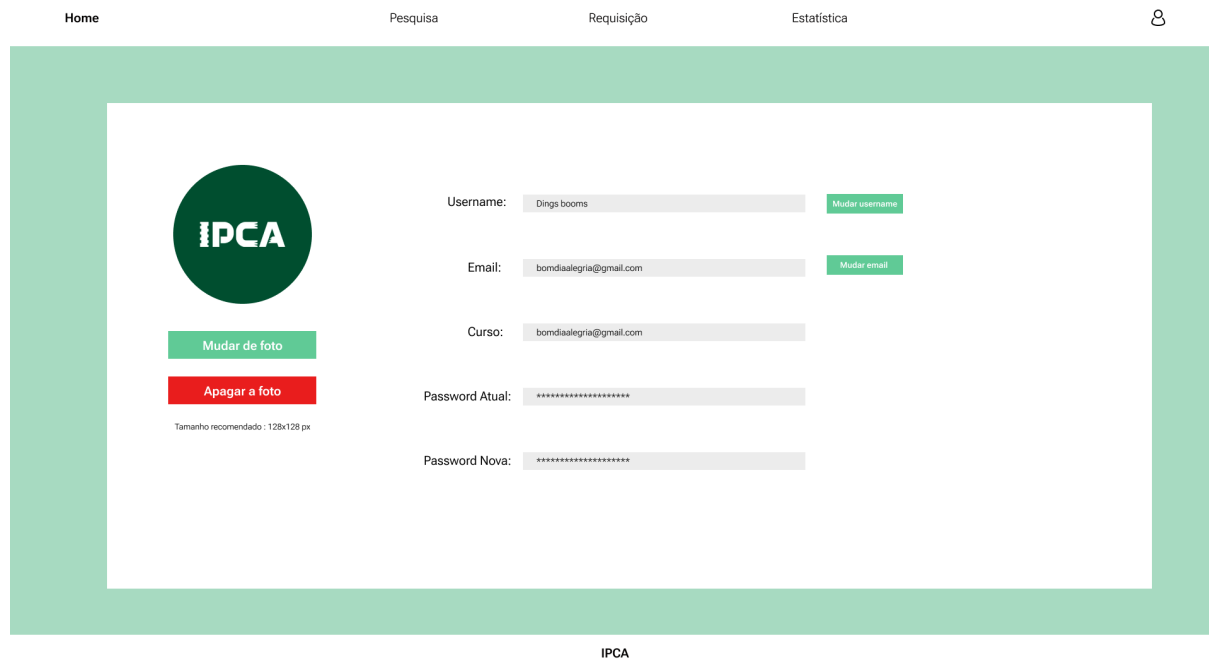 Home Pesquisa Requisição Estatística
IPCA
Mudar de foto
Apagar a foto
Tamanho recomendado : 128x128 px
Username: Dings booms Mudar username
Email: bomdiaalegria@gmail.com Mudar email
Curso: bomdiaalegria@gmail.com
Password Atual: ********************
Password Nova: ********************
IPCA